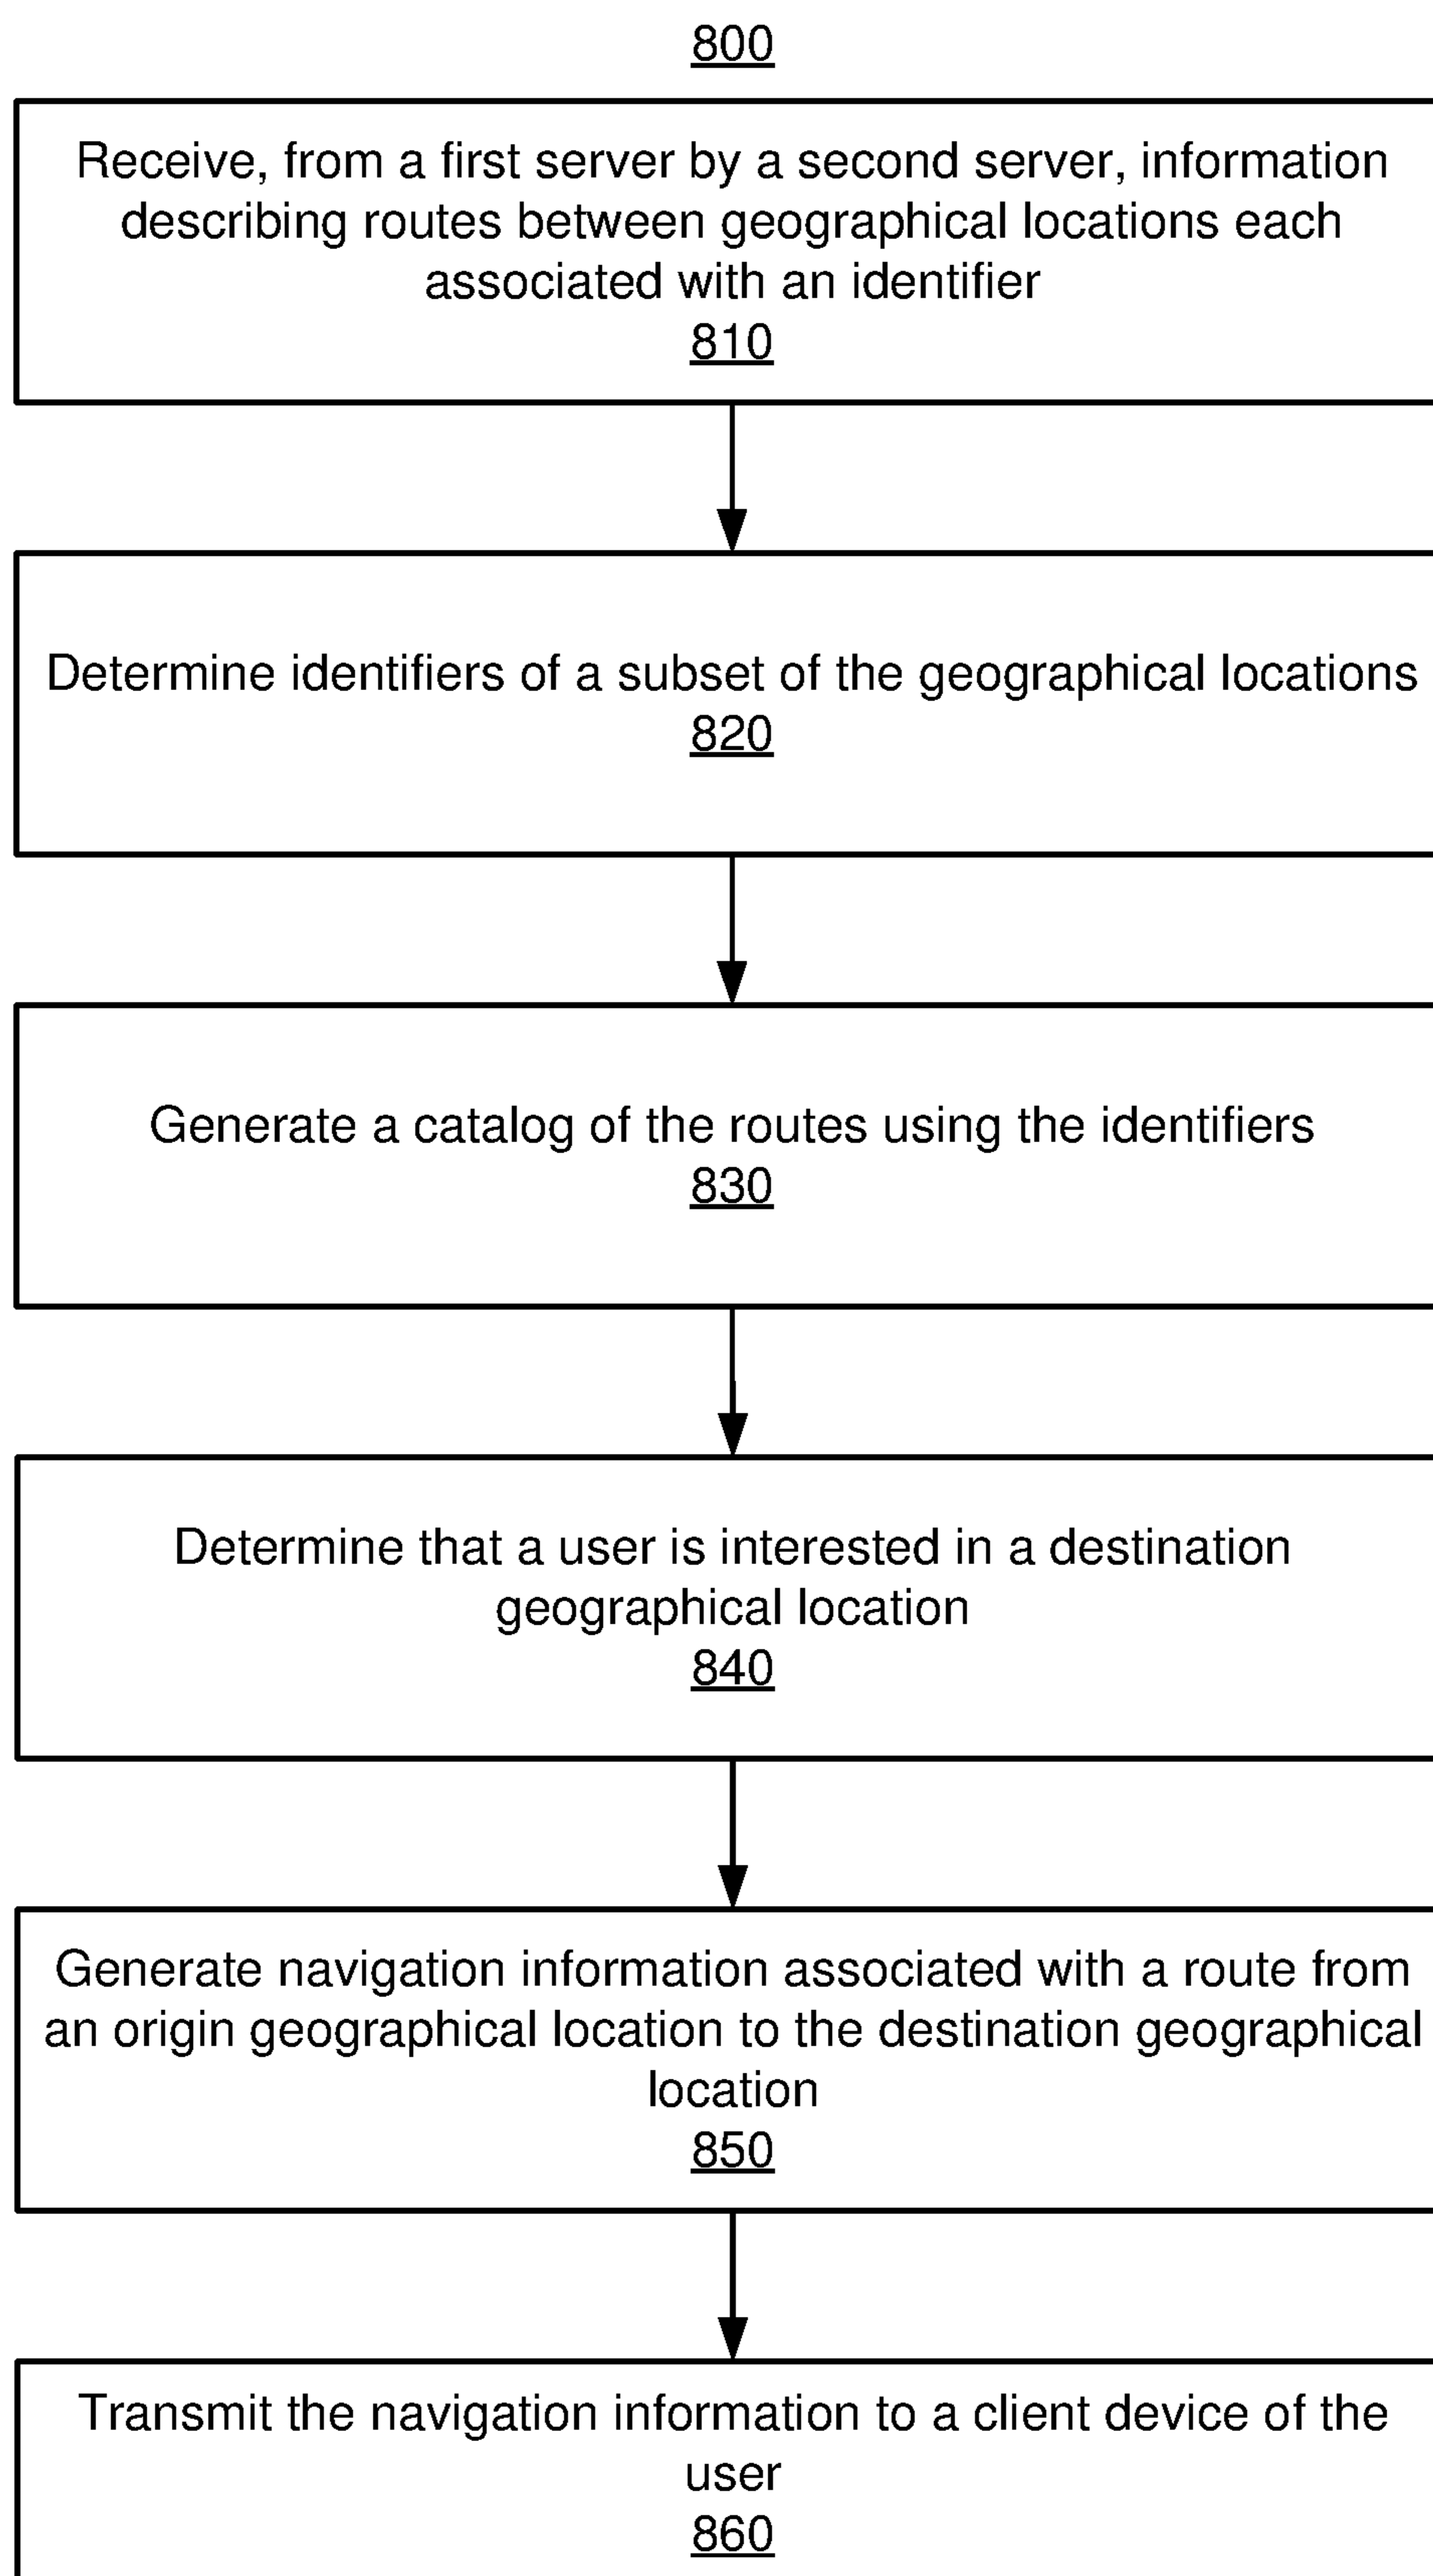 800
Receive, from a first server by a second server, information
describing routes between geographical locations each
associated with an identifier
810
Determine identifiers of a subset of the geographical locations
820
Generate a catalog of the routes using the identifiers
830
Determine that a user is interested in a destination
geographical location
840
Generate navigation information associated with a route from
an origin geographical location to the destination geographical
location
850
Transmit the navigation information to a client device of the
user
860